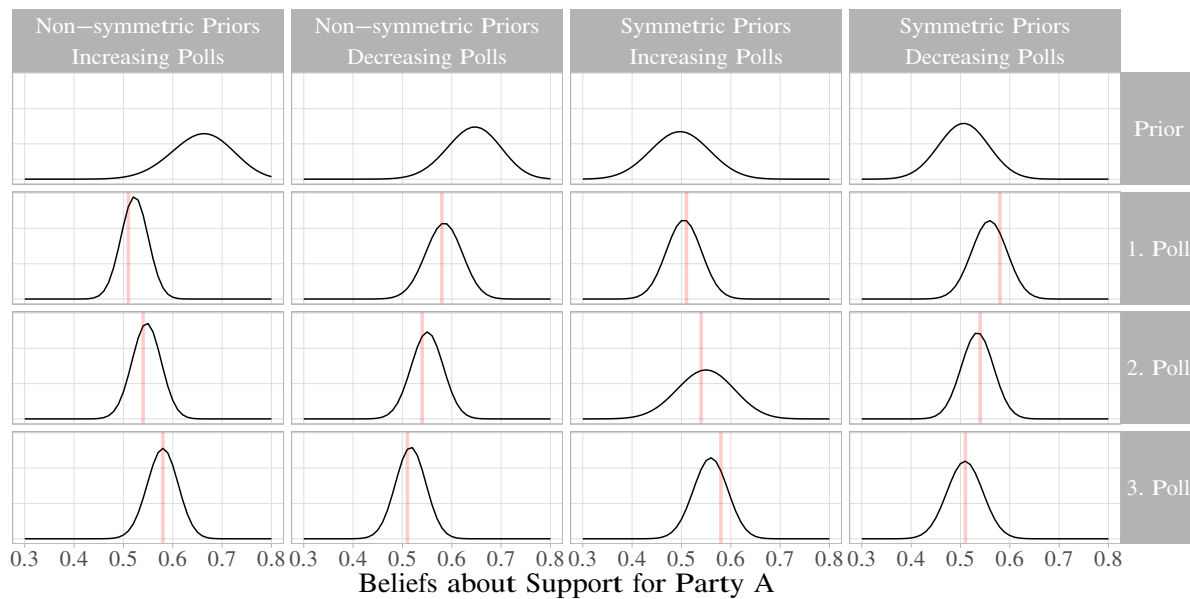 Non−symmetric Priors
Increasing Polls
Non−symmetric Priors
Decreasing Polls
Symmetric Priors
Increasing Polls
Symmetric Priors
Decreasing Polls
Prior
1. Poll
2. Poll
3. Poll
0.3 0.4 0.5 0.6 0.7 0.8
0.3 0.4 0.5 0.6 0.7 0.8
0.3 0.4 0.5 0.6 0.7 0.8
0.3 0.4 0.5 0.6 0.7 0.8
Beliefs about Support for Party A